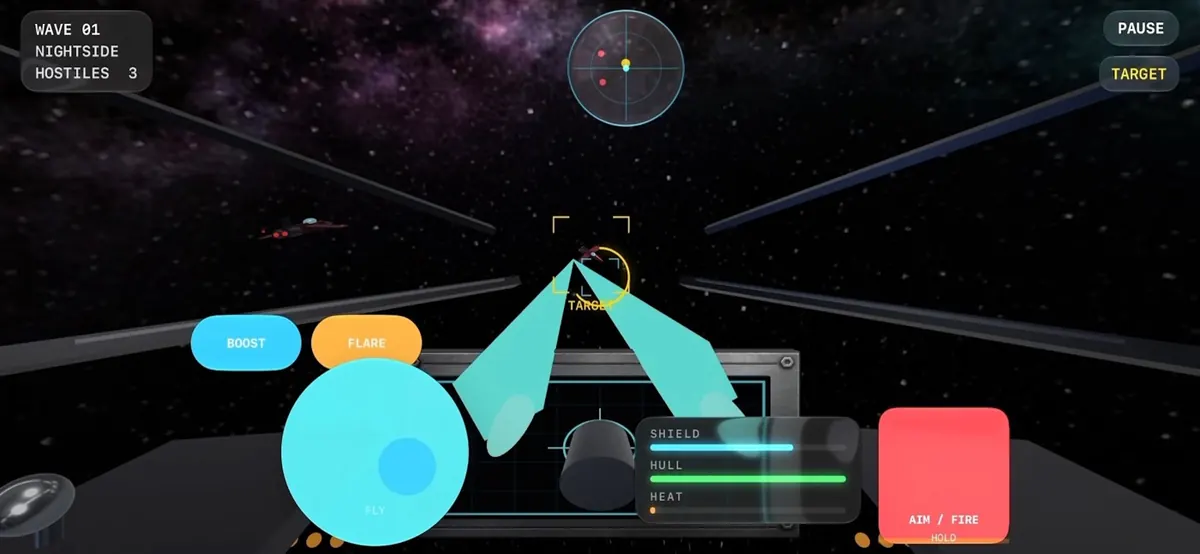 WAVE 01
NIGHTSIDE
HOSTILES 3
PAUSE
TARGET
TARGET
BOOST
FLARE
FLY
SHIELD
HULL
HEAT
AIM / FIRE
HOLD